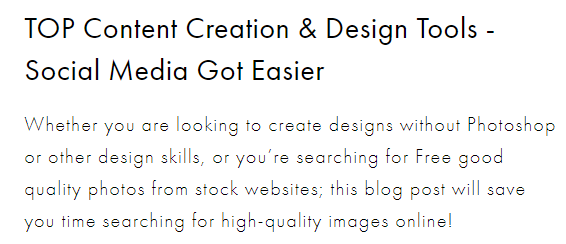 TOP Content Creation & Design Tools -
Social Media Got Easier
Whether you are looking to create designs without Photoshop
or other design skills, or you’re searching for Free good
quality photos from stock websites; this blog post will save
you time searching for high-quality images online!